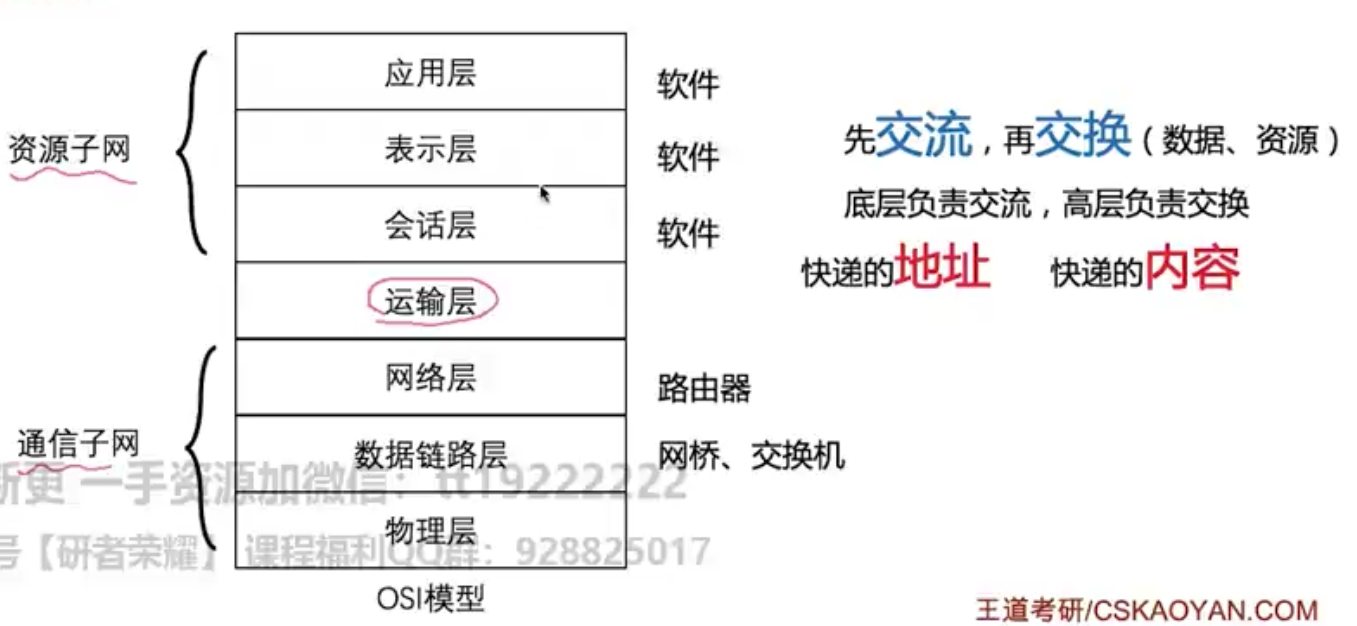 应用层
软件
先交流，再交换（数据、资源）
资源子网
表示层
软件
底层负责交流，高层负责交换
会话层
软件
快递的地址 快递的内容
运输层
网络层
路由器
通信子网
数据链路层
网桥、交换机
新更 一手资源加微信：tt19222222
物理层
号【研者荣耀】 课程福利QQ群：928825017
OSI模型
王道考研/CSKAOYAN.COM